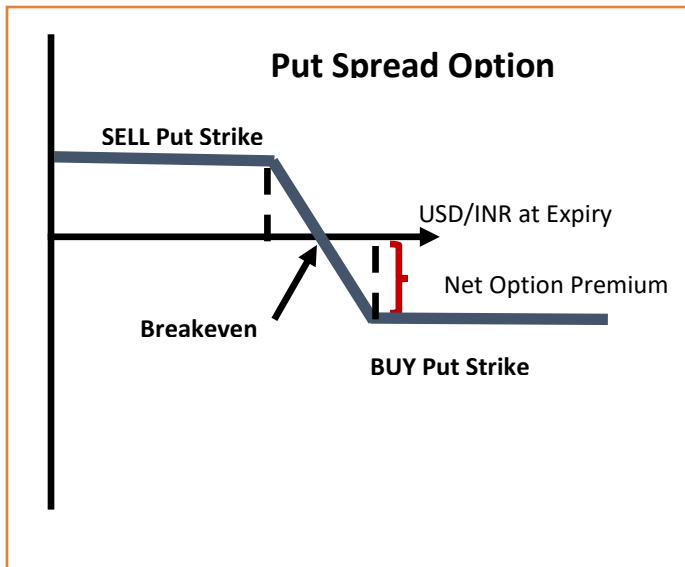 Put Spread Option
SELL Put Strike
USD/INR at Expiry
Net Option Premium
Breakeven
BUY Put Strike